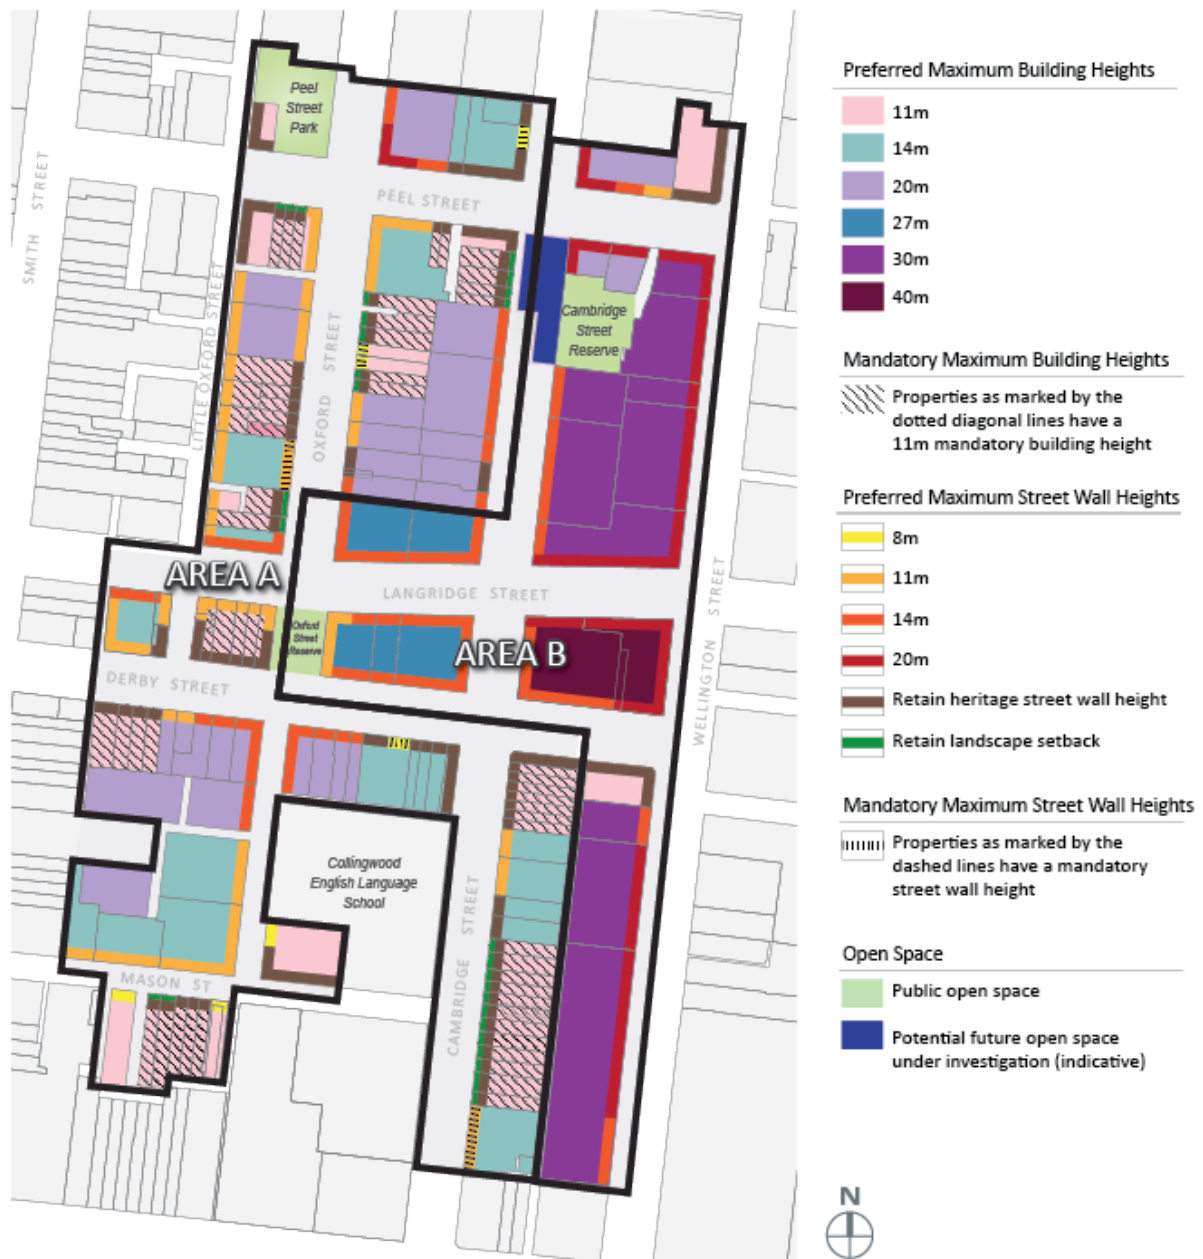 Peel
Street
Park
PEEL STREET
SMITH STREET
LITTLE OXFORD STREET
OXFORD STREET
Cambridge
Street
Reserve
AREA A
LANGRIDGE STREET
Oxford
Street
Reserve
AREA B
DERBY STREET
WELLINGTON STREET
Collingwood
English Language
School
CAMBRIDGE STREET
MASON ST
Preferred Maximum Building Heights
11m
14m
20m
27m
30m
40m
Mandatory Maximum Building Heights
Properties as marked by the
dotted diagonal lines have a
11m mandatory building height
Preferred Maximum Street Wall Heights
8m
11m
14m
20m
Retain heritage street wall height
Retain landscape setback
Mandatory Maximum Street Wall Heights
Properties as marked by the
dashed lines have a mandatory
street wall height
Open Space
Public open space
Potential future open space
under investigation (indicative)
N